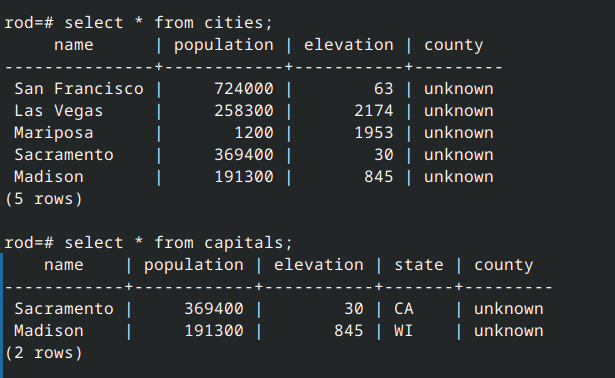 rod=# select * from cities;
     name      | population | elevation | county
---------------+------------+-----------+---------
 San Francisco |     724000 |        63 | unknown
 Las Vegas     |     258300 |      2174 | unknown
 Mariposa      |       1200 |      1953 | unknown
 Sacramento    |     369400 |        30 | unknown
 Madison       |     191300 |       845 | unknown
(5 rows)

rod=# select * from capitals;
    name    | population | elevation | state | county
------------+------------+-----------+-------+---------
 Sacramento |     369400 |        30 | CA    | unknown
 Madison    |     191300 |       845 | WI    | unknown
(2 rows)